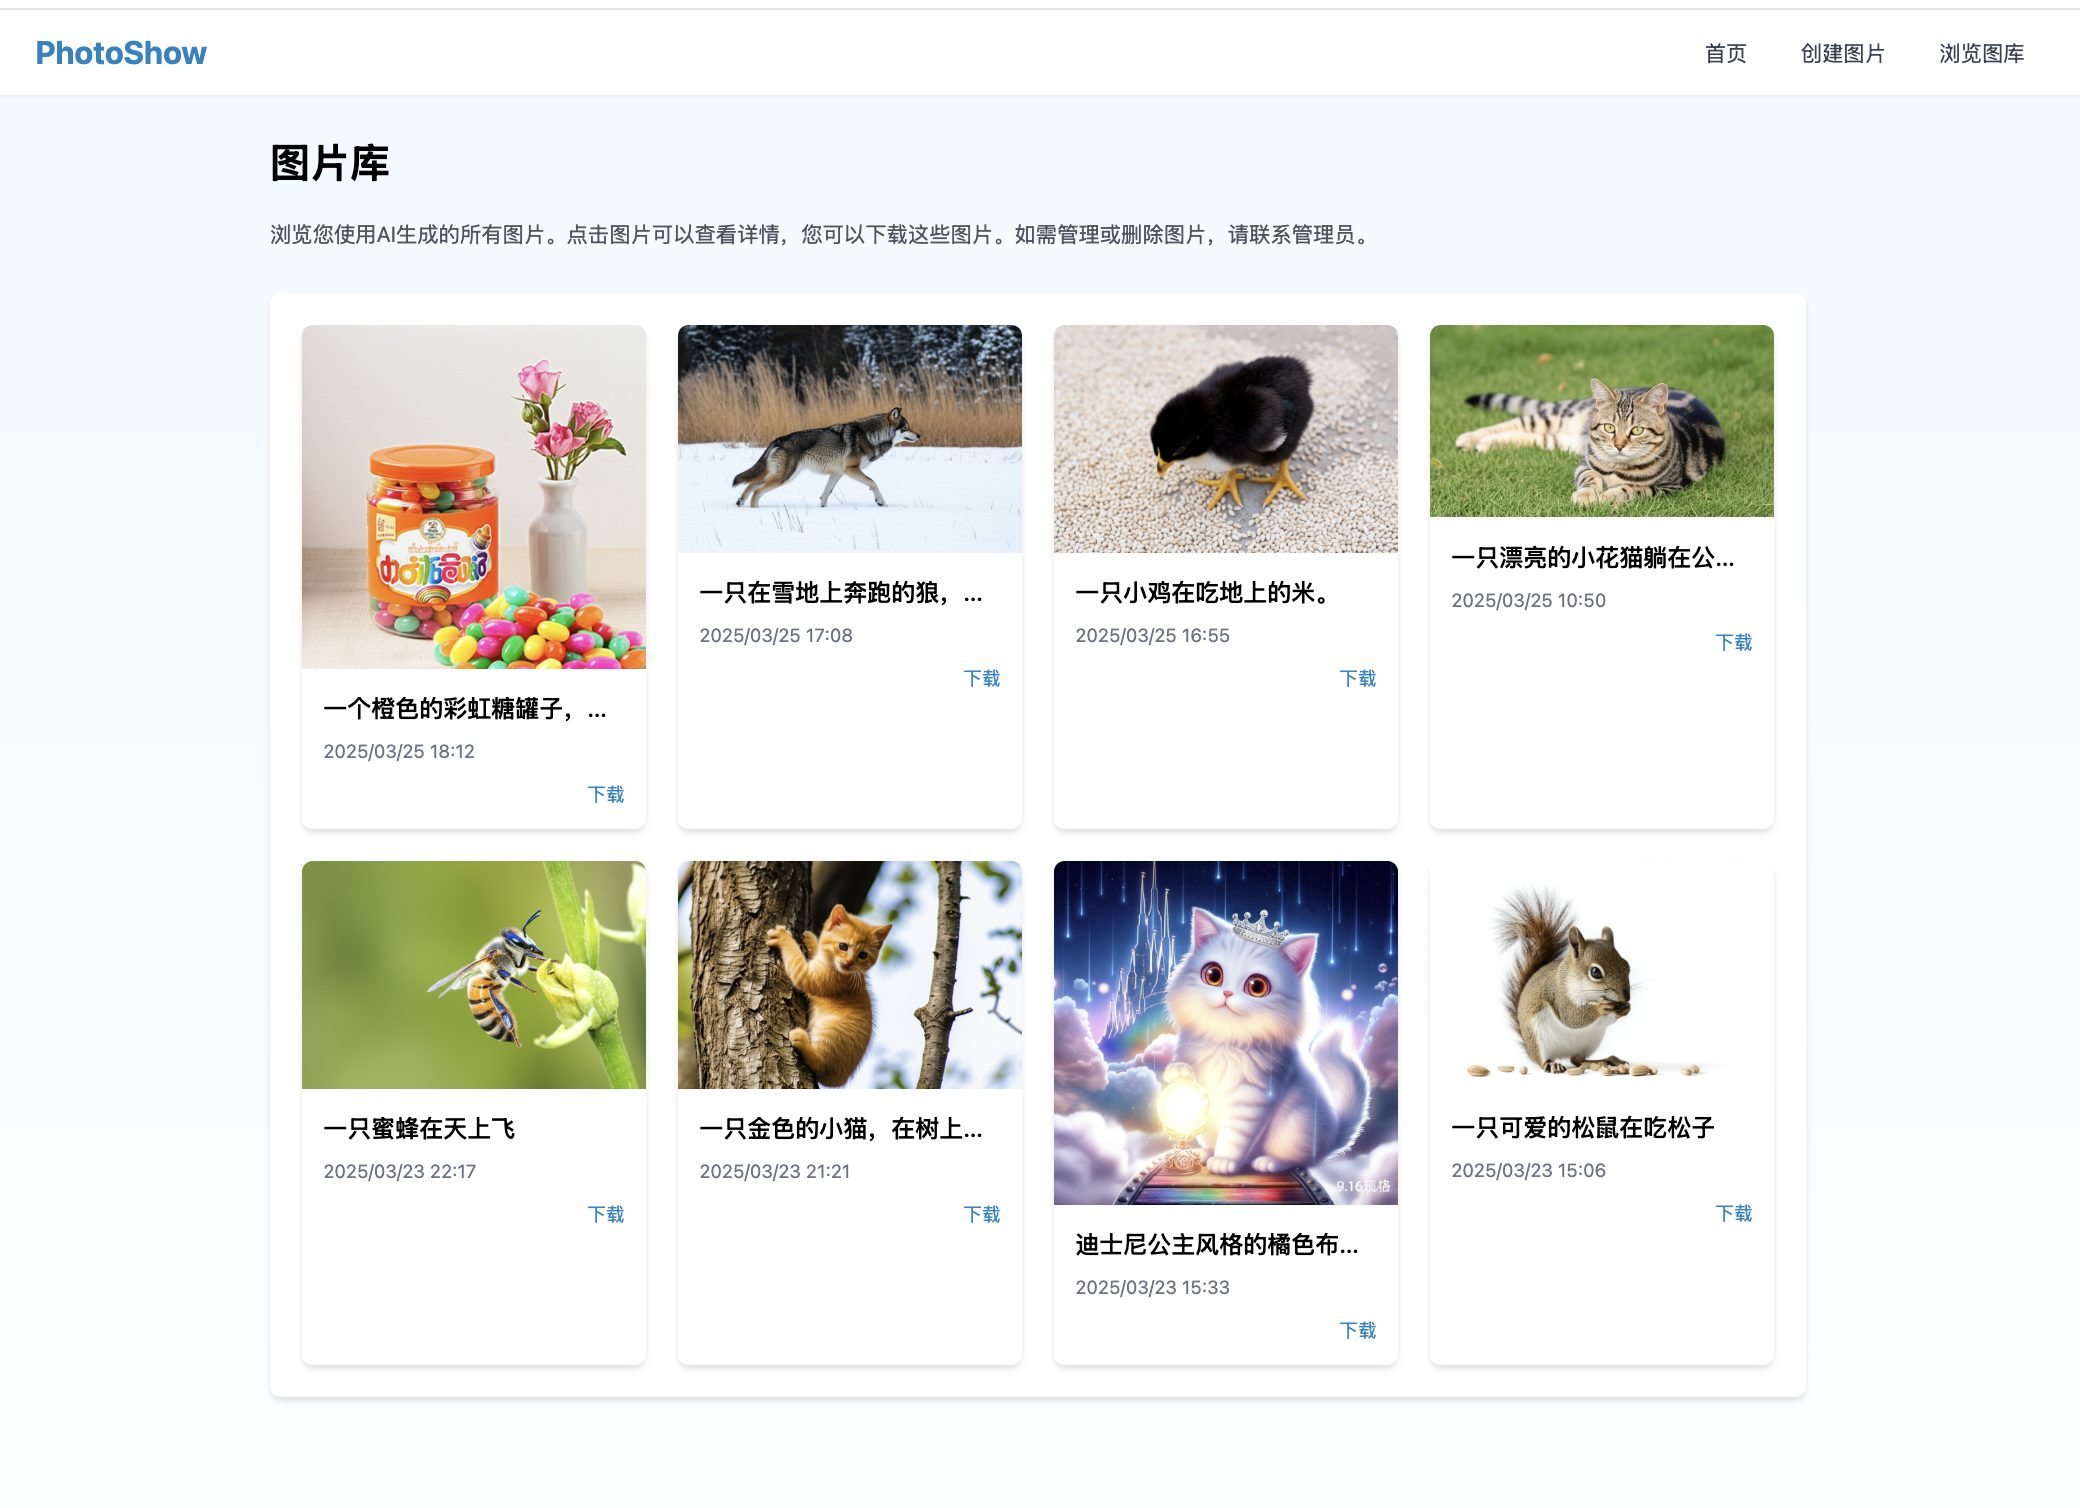 PhotoShow
首页
创建图片
浏览图库
图片库
浏览您使用AI生成的所有图片。点击图片可以查看详情，您可以下载这些图片。如需管理或删除图片，请联系管理员。
一个橙色的彩虹糖罐子，...
2025/03/25 18:12
下载
一只在雪地上奔跑的狼，...
2025/03/25 17:08
下载
一只小鸡在吃地上的米。
2025/03/25 16:55
下载
一只漂亮的小花猫躺在公...
2025/03/25 10:50
下载
一只蜜蜂在天上飞
2025/03/23 22:17
下载
一只金色的小猫，在树上...
2025/03/23 21:21
下载
9.16规格
迪士尼公主风格的橘色布...
2025/03/23 15:33
下载
一只可爱的松鼠在吃松子
2025/03/23 15:06
下载